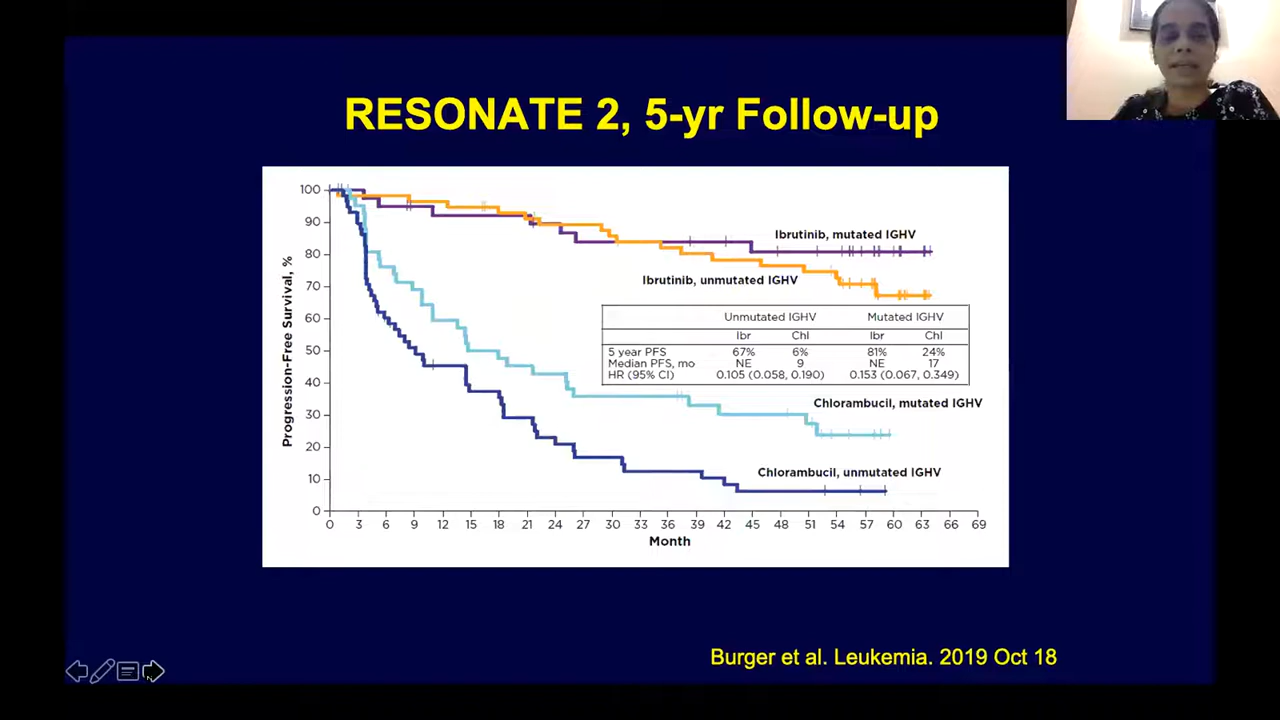 RESONATE 2, 5-yr Follow-up
100
90
80
70
60
50
40
30
20
10
0
Progression-Free Survival, %
Ibrutinib, mutated IGHV
Ibrutinib, unmutated IGHV
Unmutated IGHV Mutated IGHV
Ibr Chl Ibr Chl
5 year PFS 67% 6% 81% 24%
Median PFS, mo NE 9 NE 17
HR (95% CI) 0.105 (0.058, 0.190) 0.153 (0.067, 0.349)
Chlorambucil, mutated IGHV
Chlorambucil, unmutated IGHV
0 3 6 9 12 15 18 21 24 27 30 33 36 39 42 45 48 51 54 57 60 63 66 69
Month
Burger et al. Leukemia. 2019 Oct 18